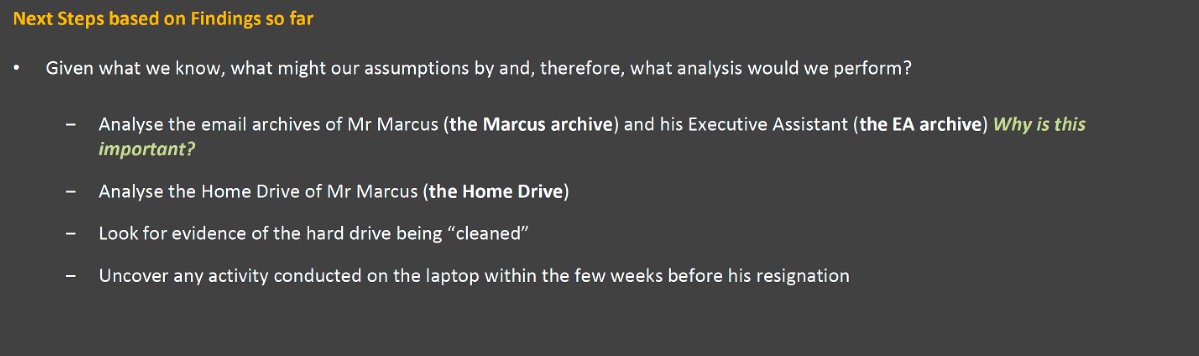 Next Steps based on Findings so far
• Given what we know, what might our assumptions by and, therefore, what analysis would we perform?
– Analyse the email archives of Mr Marcus (the Marcus archive) and his Executive Assistant (the EA archive) Why is this
important?
– Analyse the Home Drive of Mr Marcus (the Home Drive)
– Look for evidence of the hard drive being “cleaned”
– Uncover any activity conducted on the laptop within the few weeks before his resignation